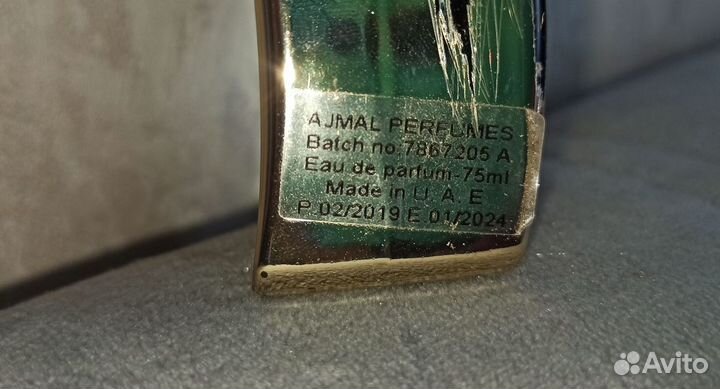 AJMAL PERFUMES
Batch no:7867205 A
Eau de parfum-75ml
Made in U. A. E
P.02/2019 E.01/2024
Avito